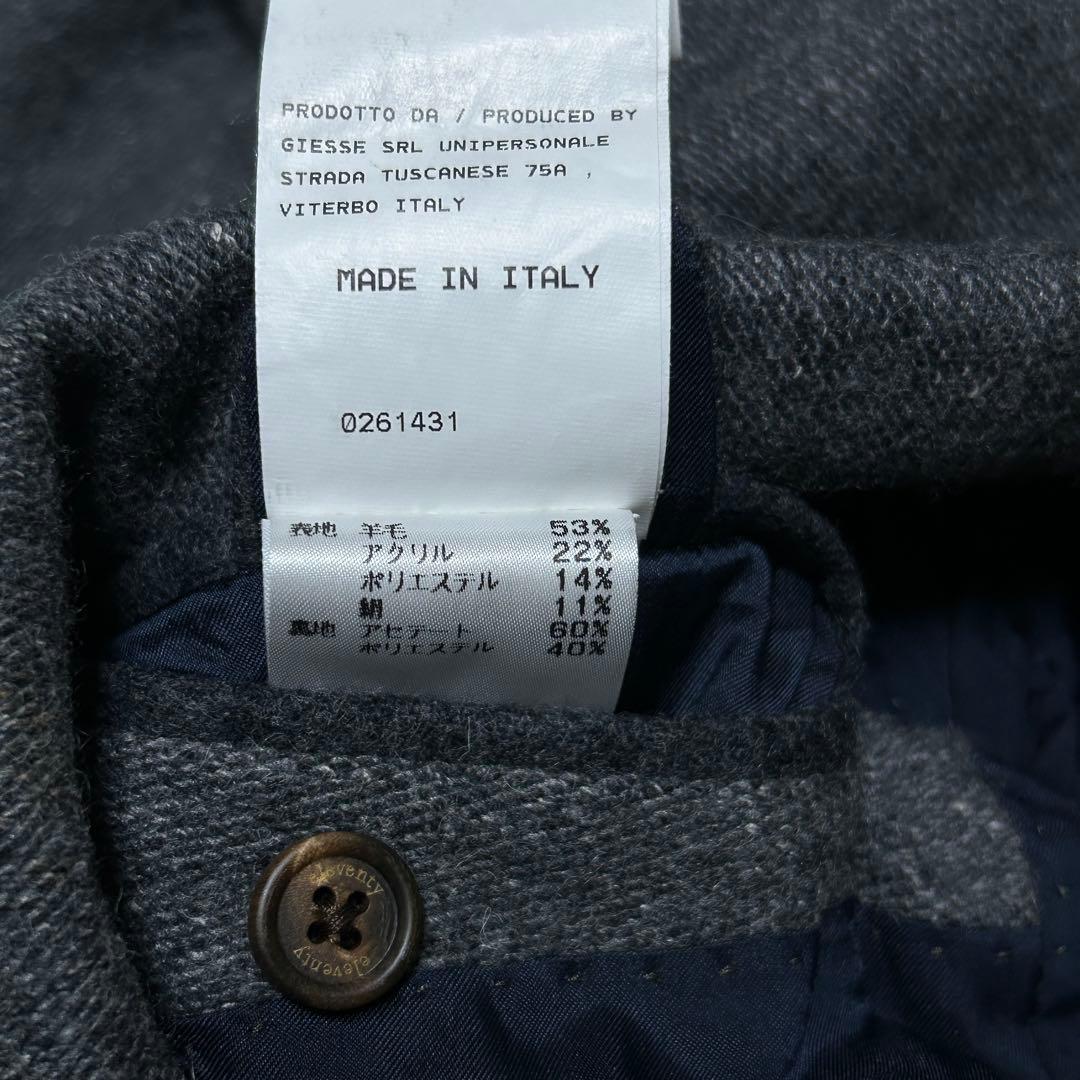 PRODOTTO DA / PRODUCED BY
GIESSE SRL UNIPERSONALE
STRADA TUSCANESE 75A ,
VITERBO ITALY
MADE IN ITALY
0261431
表地 羊毛 53%
アクリル 22%
ポリエステル 14%
絹 11%
裏地 アセテート 60%
ポリエステル 40%
eleventy
eleventy